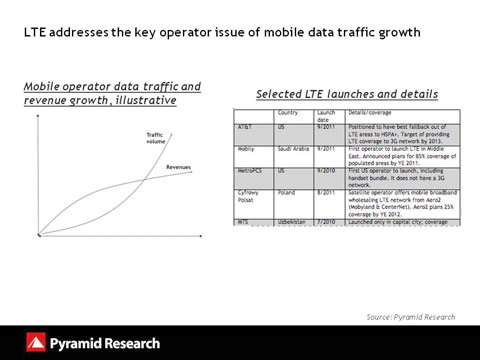 LTE addresses the key operator issue of mobile data traffic growth
Mobile operator data traffic and
revenue growth, illustrative
Traffic
volume
Revenues
Selected LTE launches and details
Country Launch date Details/coverage
AT&T US 9/2011 Positioned to have best fallback out of
LTE areas to HSPA+. Target of providing
LTE coverage to 3G network by 2013.
Mobily Saudi Arabia 9/2011 First operator to launch LTE in Middle
East. Announced plans for 85% coverage of
populated areas by YE 2011.
MetroPCS US 9/2010 First US operator to launch, including
handset bundle. It does not have a 3G
network.
Cyfrowy Polsat Poland 8/2011 Satellite operator offers mobile broadband
wholesaling LTE network from Aero2
(Mobyland & CenterNet). Aero2 plans 25%
coverage by YE 2012.
MTS Uzbekistan 7/2010 Launched only in capital city; coverage
Source: Pyramid Research
Pyramid Research